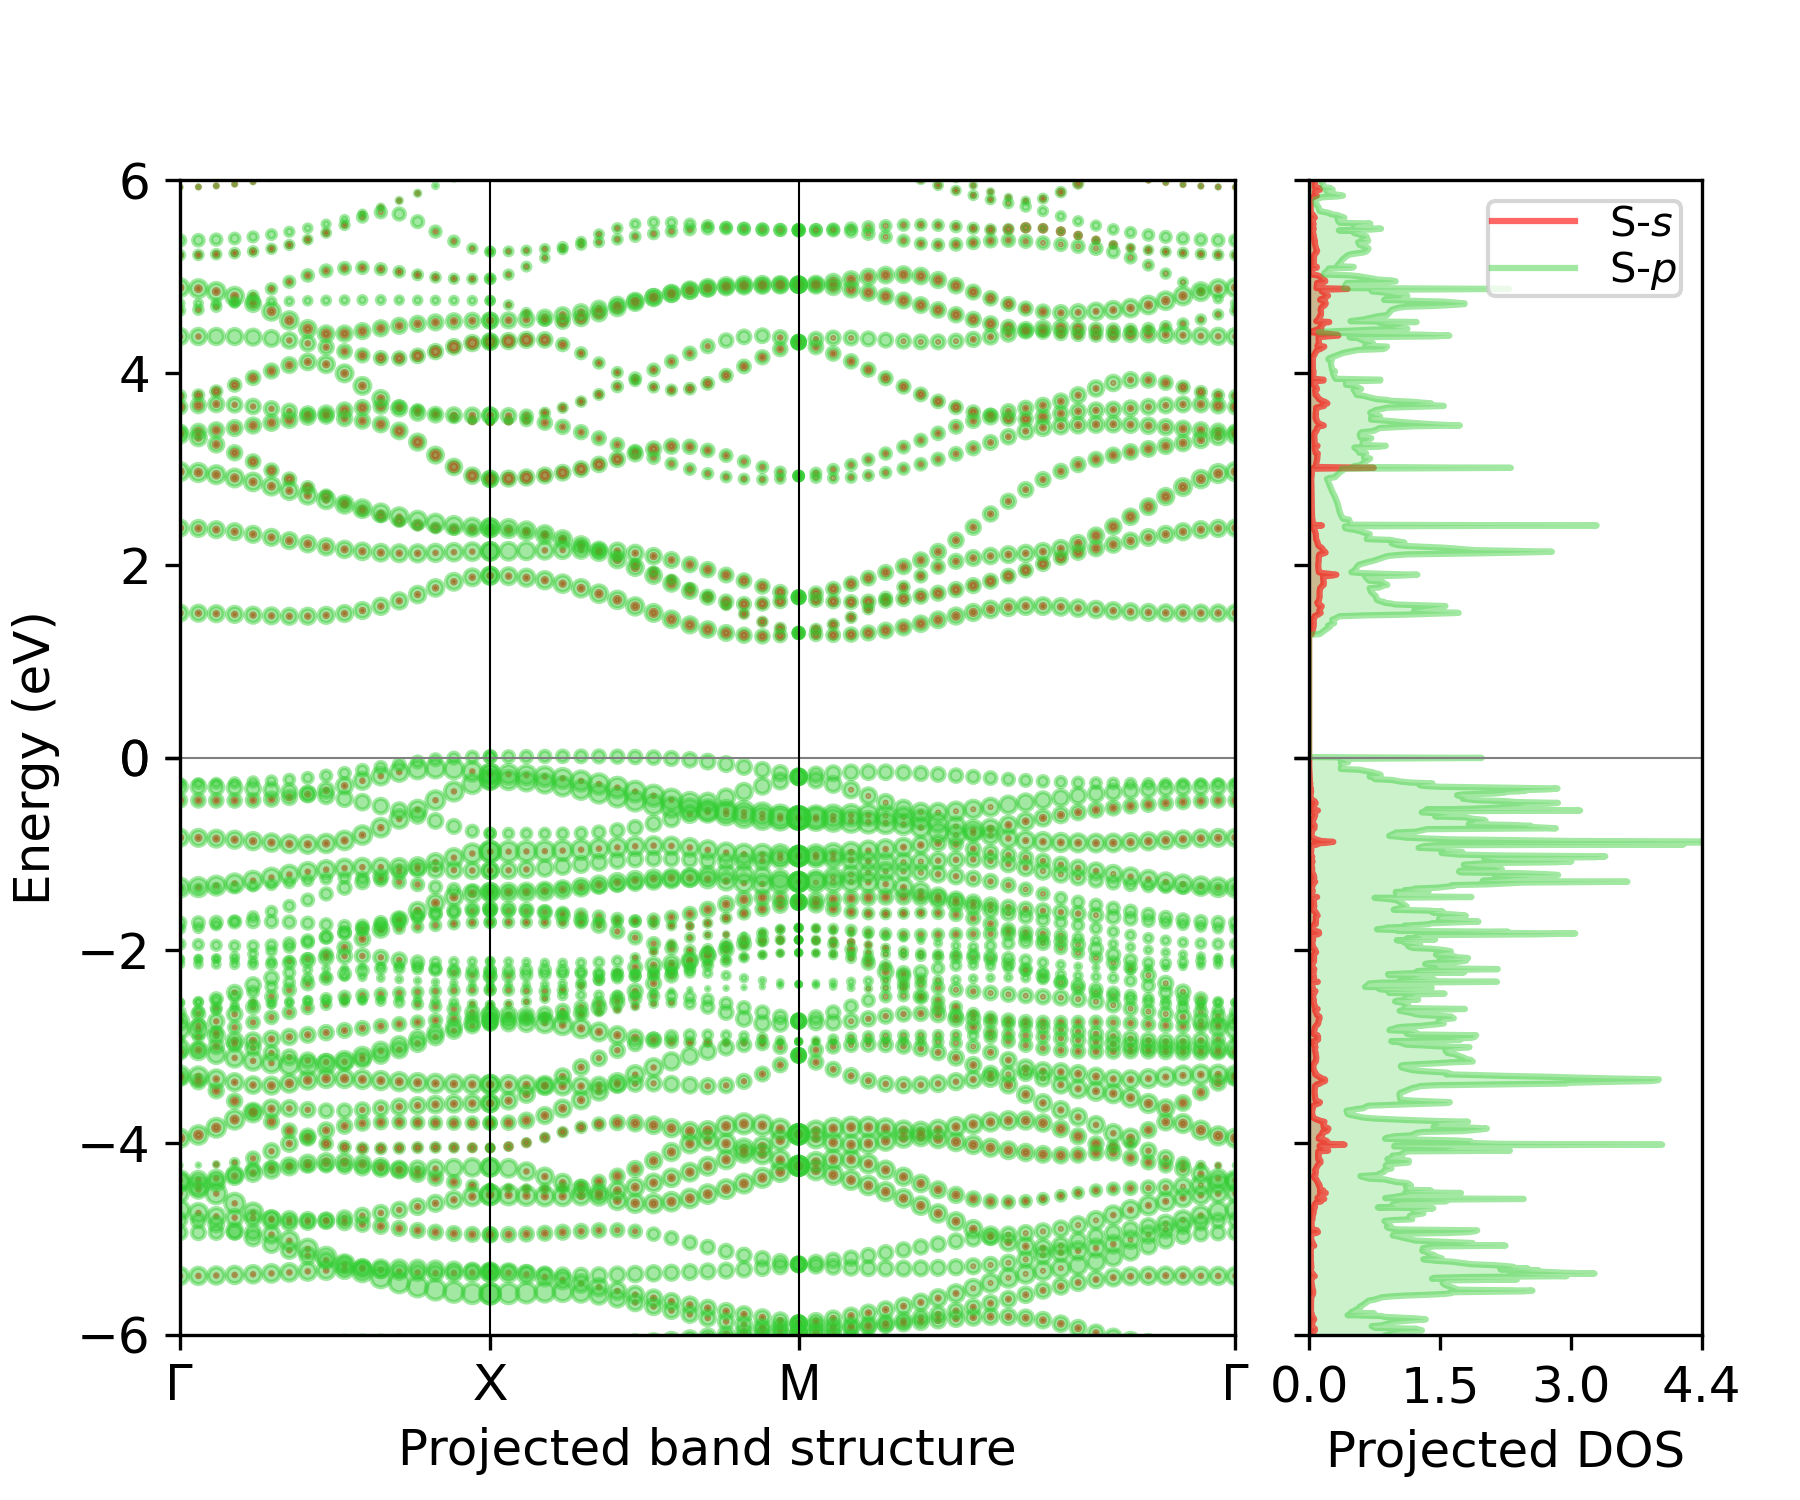 6
4
2
0
−2
−4
−6
Energy (eV)
Γ X M Γ
Projected band structure
S-s
S-p
0.0 1.5 3.0 4.4
Projected DOS